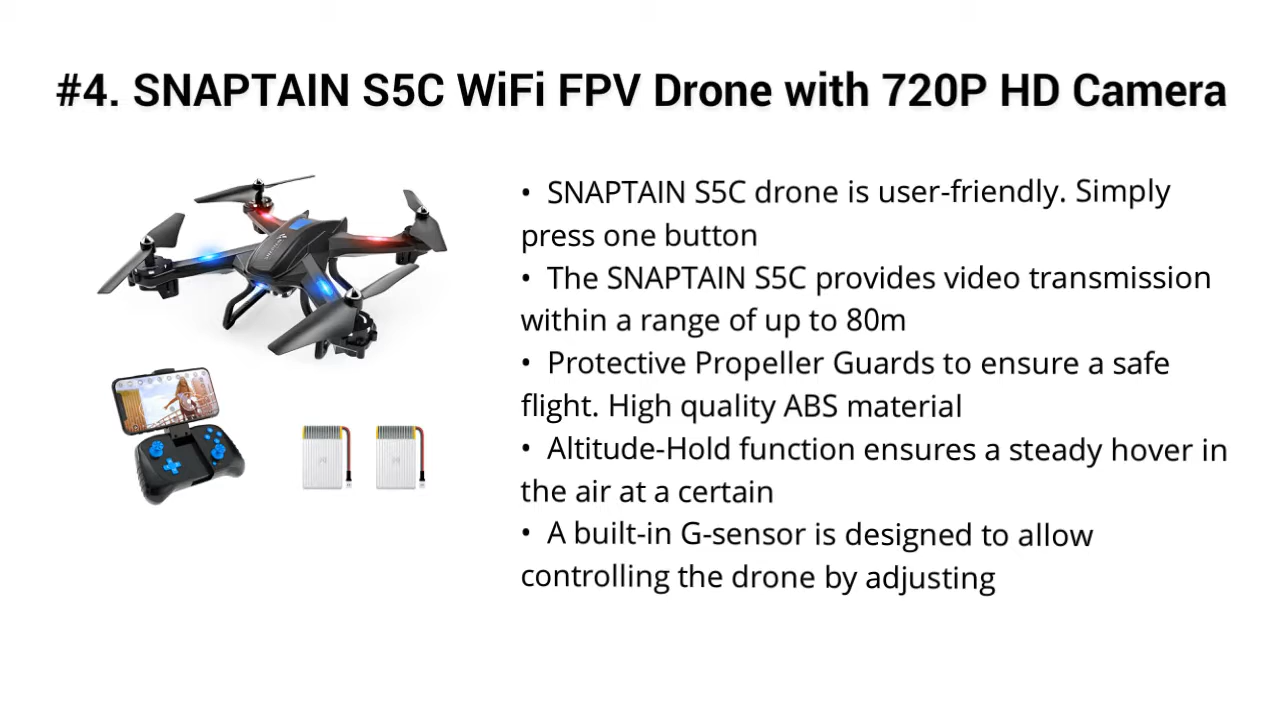 #4. SNAPTAIN S5C WiFi FPV Drone with 720P HD Camera
• SNAPTAIN S5C drone is user-friendly. Simply
press one button
• The SNAPTAIN S5C provides video transmission
within a range of up to 80m
• Protective Propeller Guards to ensure a safe
flight. High quality ABS material
• Altitude-Hold function ensures a steady hover in
the air at a certain
• A built-in G-sensor is designed to allow
controlling the drone by adjusting